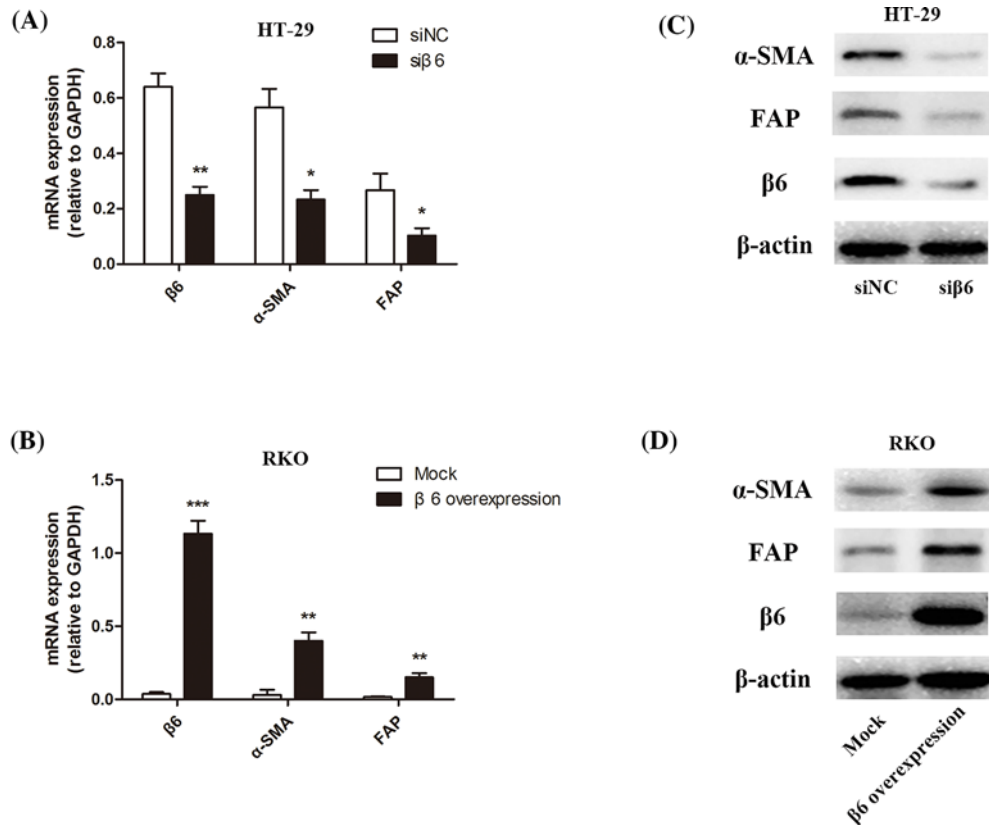 (A)
HT-29
siNC
siβ 6
mRNA expression
(relative to GAPDH)
0.8
0.6
0.4
0.2
0.0
**
*
*
β6
α-SMA
FAP
(B)
RKO
Mock
β 6 overexpression
mRNA expression
(relative to GAPDH)
1.5
1.0
0.5
0.0
***
**
**
β6
α-SMA
FAP
(C)
HT-29
α-SMA
FAP
β6
β-actin
siNC siβ6
(D)
RKO
α-SMA
FAP
β6
β-actin
Mock
β6 overexpression